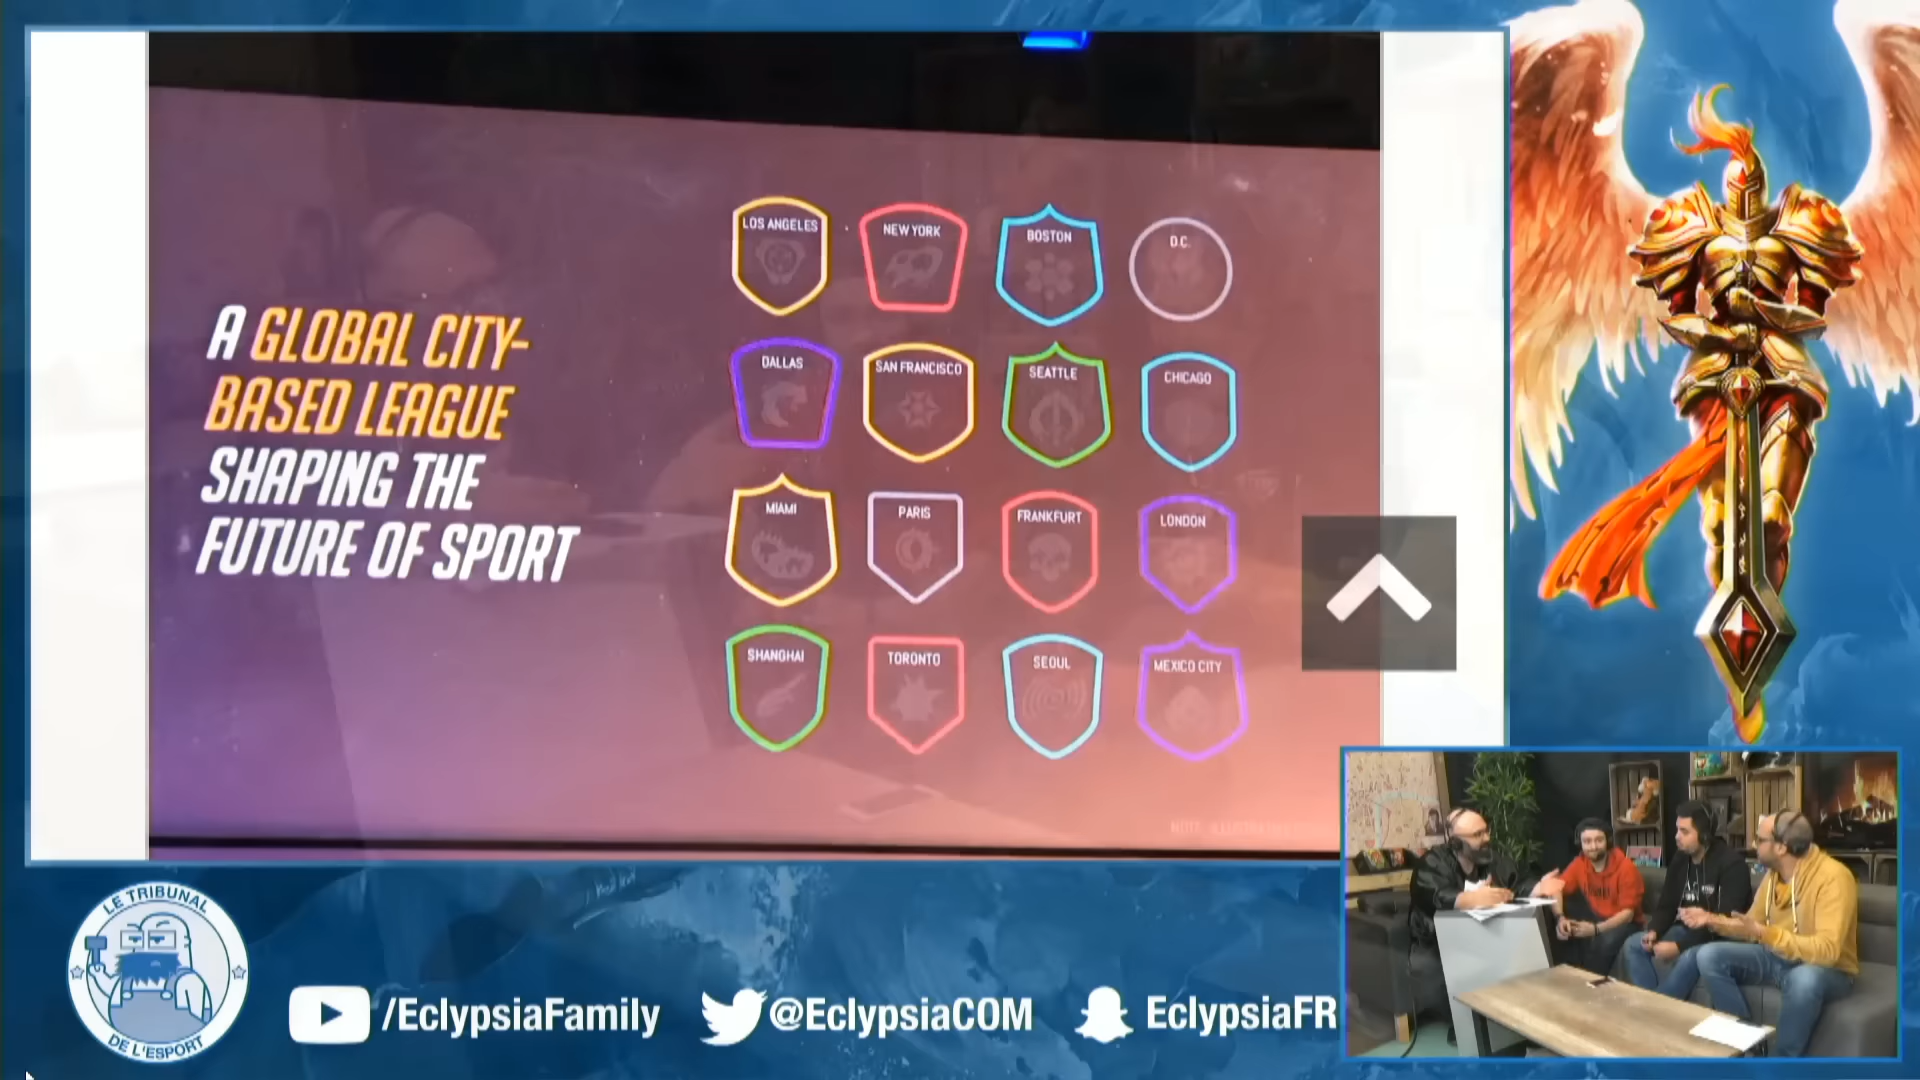 A GLOBAL CITY-
BASED LEAGUE
SHAPING THE
FUTURE OF SPORT
LOS ANGELES
NEW YORK
BOSTON
D.C.
DALLAS
SAN FRANCISCO
SEATTLE
CHICAGO
MIAMI
PARIS
FRANKFURT
LONDON
SHANGHAI
TORONTO
SEOUL
MEXICO CITY
LE TRIBUNAL
DE L'ESPORT
/EclypsiaFamily
@EclypsiaCOM
EclypsiaFR